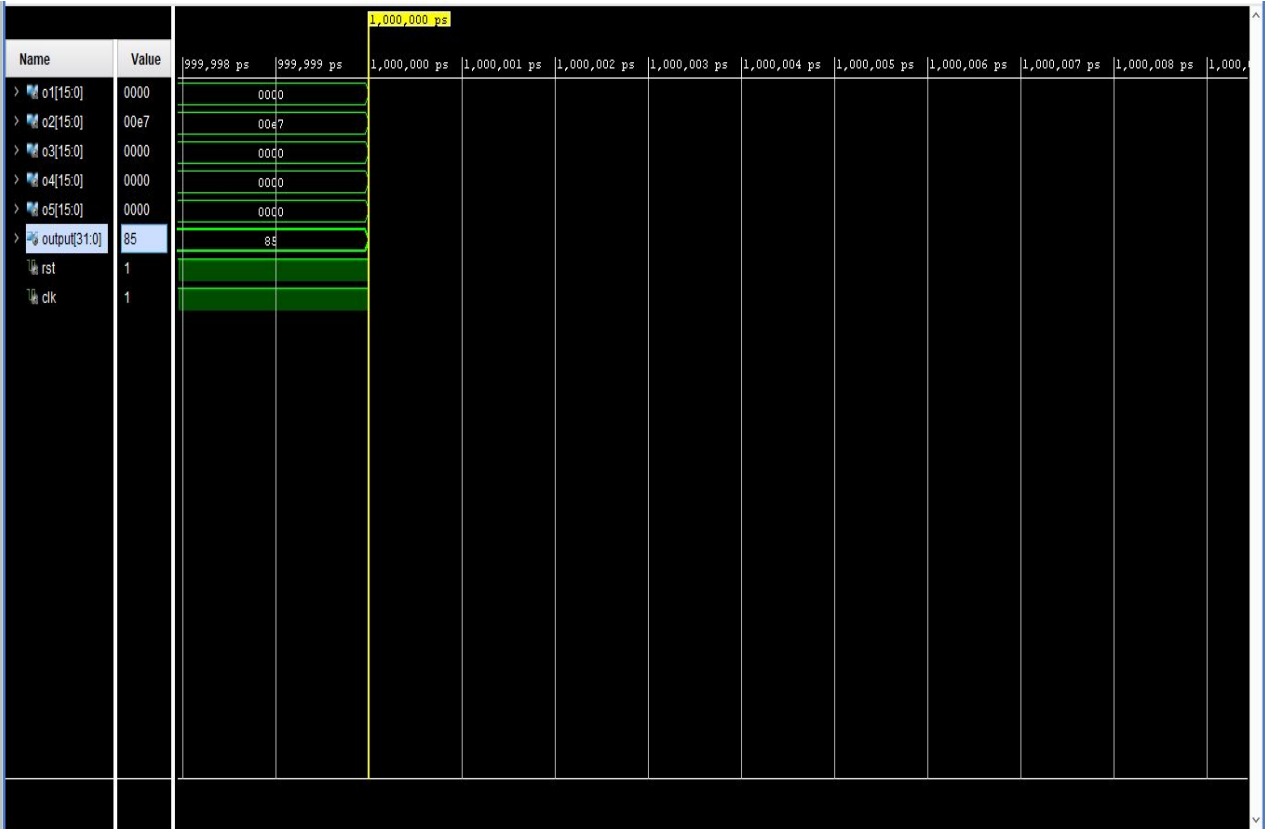 1,000,000 ps
Name Value 999,998 ps 999,999 ps 1,000,000 ps 1,000,001 ps 1,000,002 ps 1,000,003 ps 1,000,004 ps 1,000,005 ps 1,000,006 ps 1,000,007 ps 1,000,008 ps 1,000,
o1[15:0] 0000 0000
o2[15:0] 00e7 00e7
o3[15:0] 0000 0000
o4[15:0] 0000 0000
o5[15:0] 0000 0000
output[31:0] 85 85
rst 1
clk 1